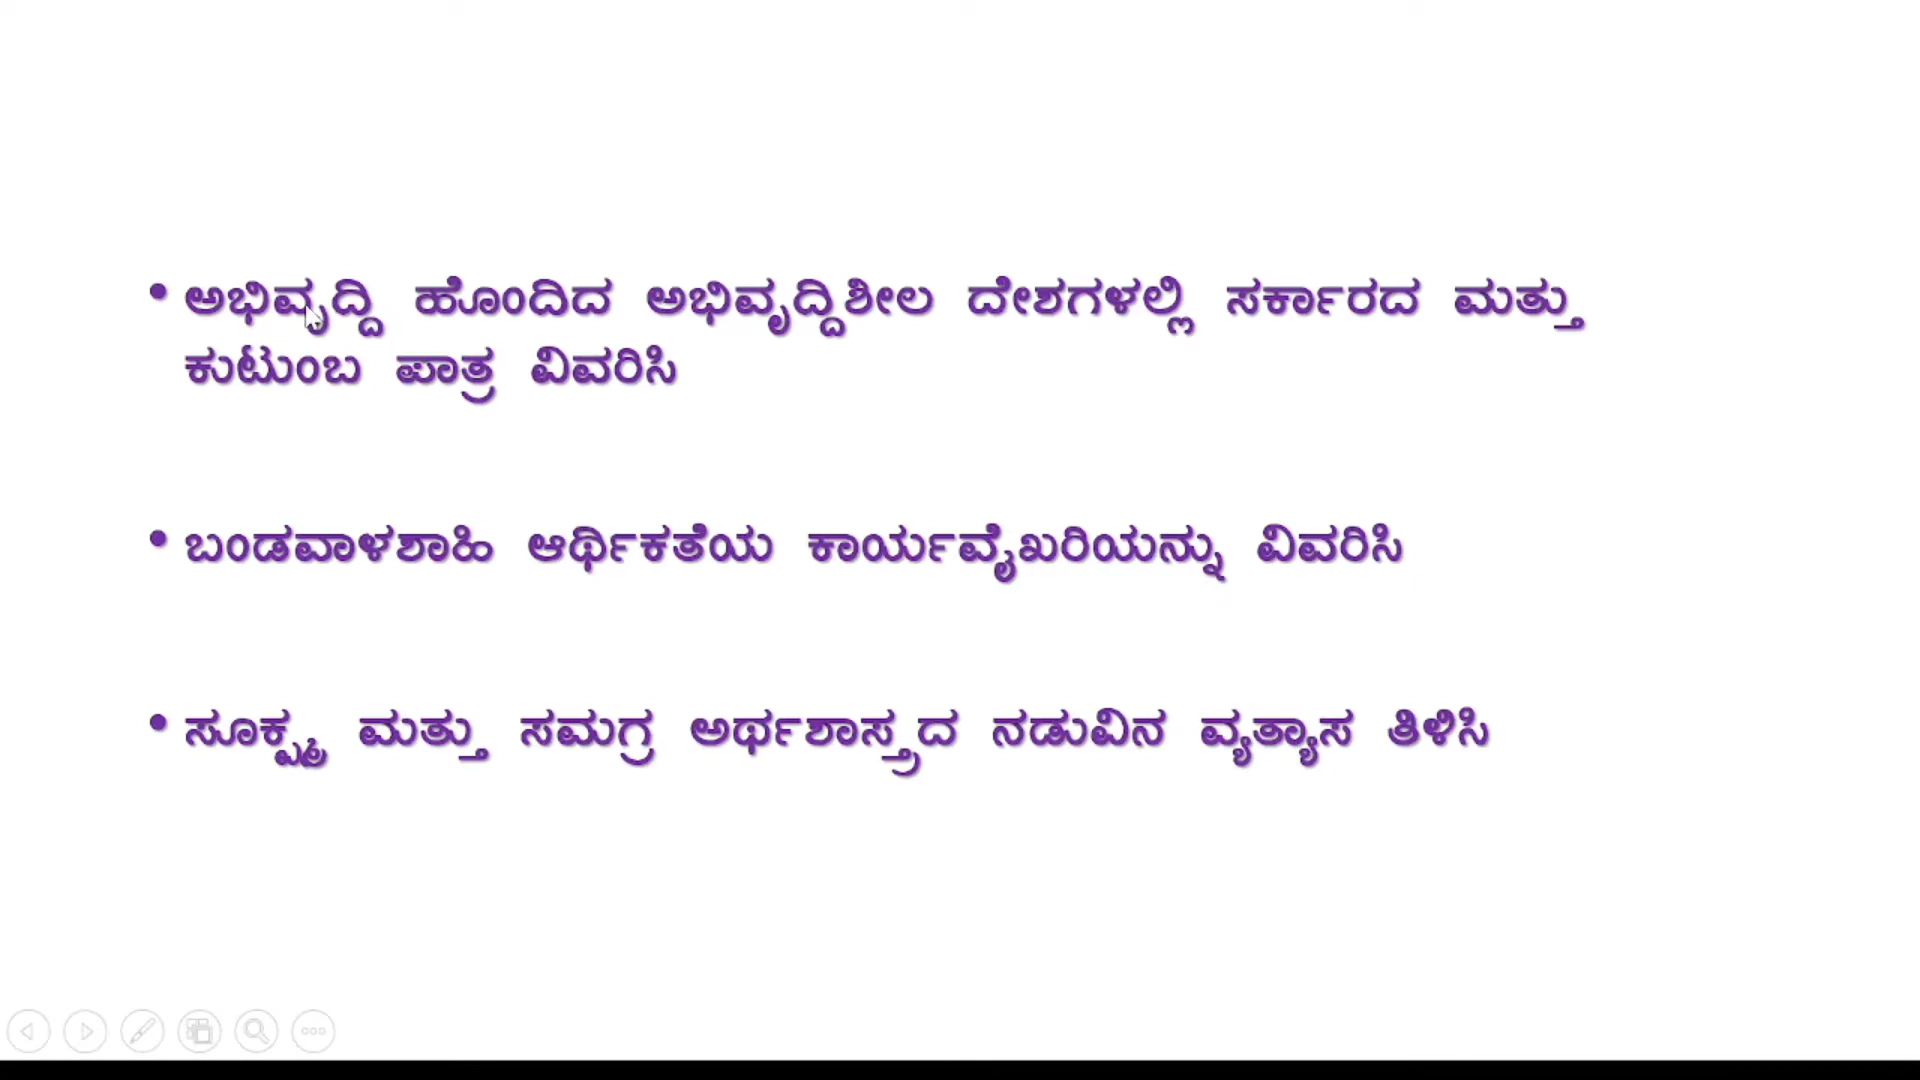 • ಅಭಿವೃದ್ದಿ ಹೊಂದಿದ ಅಭಿವೃದ್ದಿಶೀಲ ದೇಶಗಳಲ್ಲಿ ಸರ್ಕಾರದ ಮತ್ತು
ಕುಟುಂಬ ಪಾತ್ರ ವಿವರಿಸಿ
• ಬಂಡವಾಳಶಾಹಿ ಆರ್ಥಿಕತೆಯ ಕಾರ್ಯವೈಖರಿಯನ್ನು ವಿವರಿಸಿ
• ಸೂಕ್ಷ್ಮ ಮತ್ತು ಸಮಗ್ರ ಅರ್ಥಶಾಸ್ತ್ರದ ನಡುವಿನ ವ್ಯತ್ಯಾಸ ತಿಳಿಸಿ